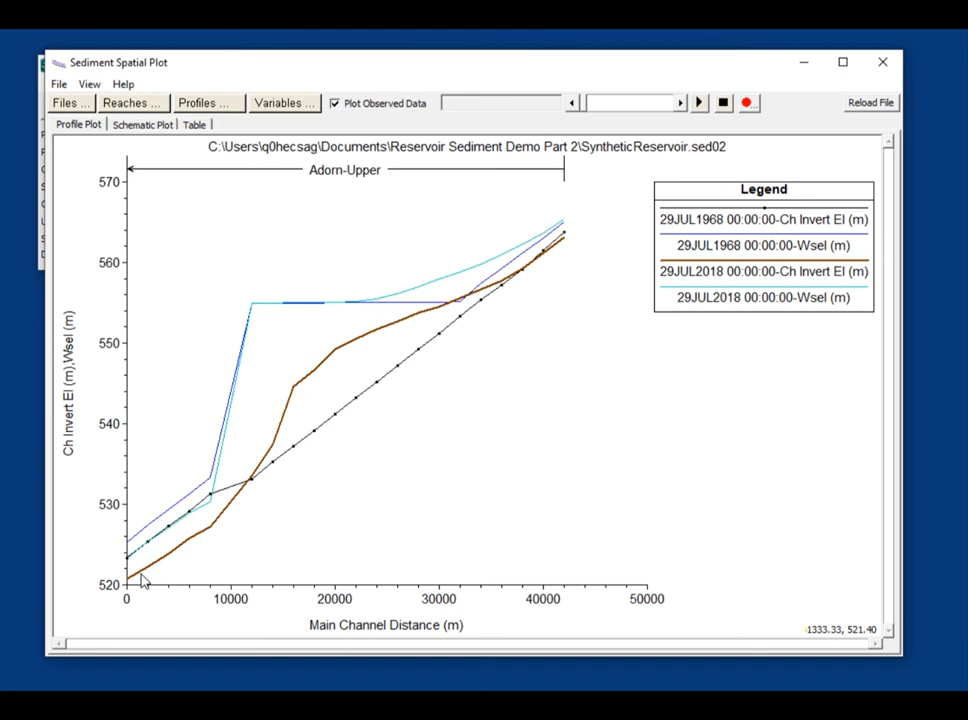 Sediment Spatial Plot
File View Help
Files ... Reaches ... Profiles ... Variables ... Plot Observed Data Reload File
Profile Plot Schematic Plot Table
C:\Users\q0hecsag\Documents\Reservoir Sediment Demo Part 2\SyntheticReservoir.sed02
Adorn-Upper
Legend
29JUL1968 00:00:00-Ch Invert El (m)
29JUL1968 00:00:00-Wsel (m)
29JUL2018 00:00:00-Ch Invert El (m)
29JUL2018 00:00:00-Wsel (m)
Ch Invert El (m),Wsel (m)
570
560
550
540
530
520
0 10000 20000 30000 40000 50000
Main Channel Distance (m)
1333.33, 521.40